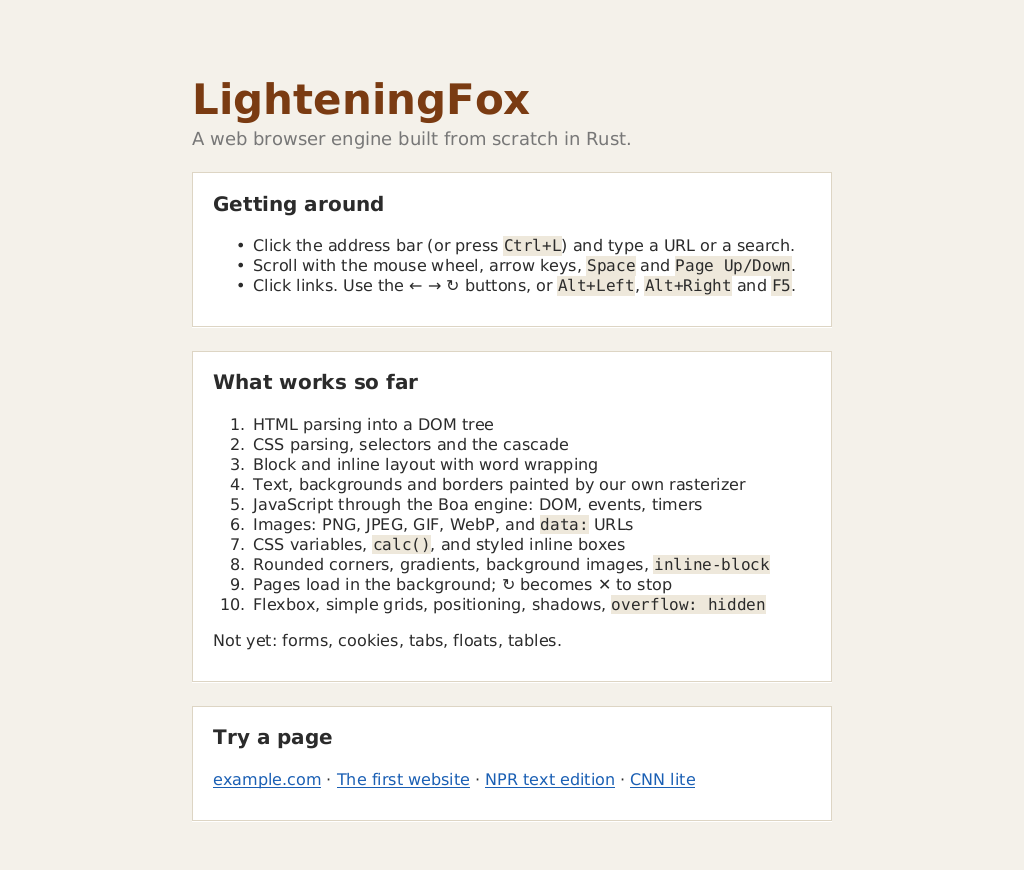 LighteningFox
A web browser engine built from scratch in Rust.
Getting around
• Click the address bar (or press Ctrl+L) and type a URL or a search.
• Scroll with the mouse wheel, arrow keys, Space and Page Up/Down.
• Click links. Use the ← → ↻ buttons, or Alt+Left, Alt+Right and F5.
What works so far
1. HTML parsing into a DOM tree
2. CSS parsing, selectors and the cascade
3. Block and inline layout with word wrapping
4. Text, backgrounds and borders painted by our own rasterizer
5. JavaScript through the Boa engine: DOM, events, timers
6. Images: PNG, JPEG, GIF, WebP, and data: URLs
7. CSS variables, calc(), and styled inline boxes
8. Rounded corners, gradients, background images, inline-block
9. Pages load in the background; ↻ becomes ✕ to stop
10. Flexbox, simple grids, positioning, shadows, overflow: hidden
Not yet: forms, cookies, tabs, floats, tables.
Try a page
example.com · The first website · NPR text edition · CNN lite